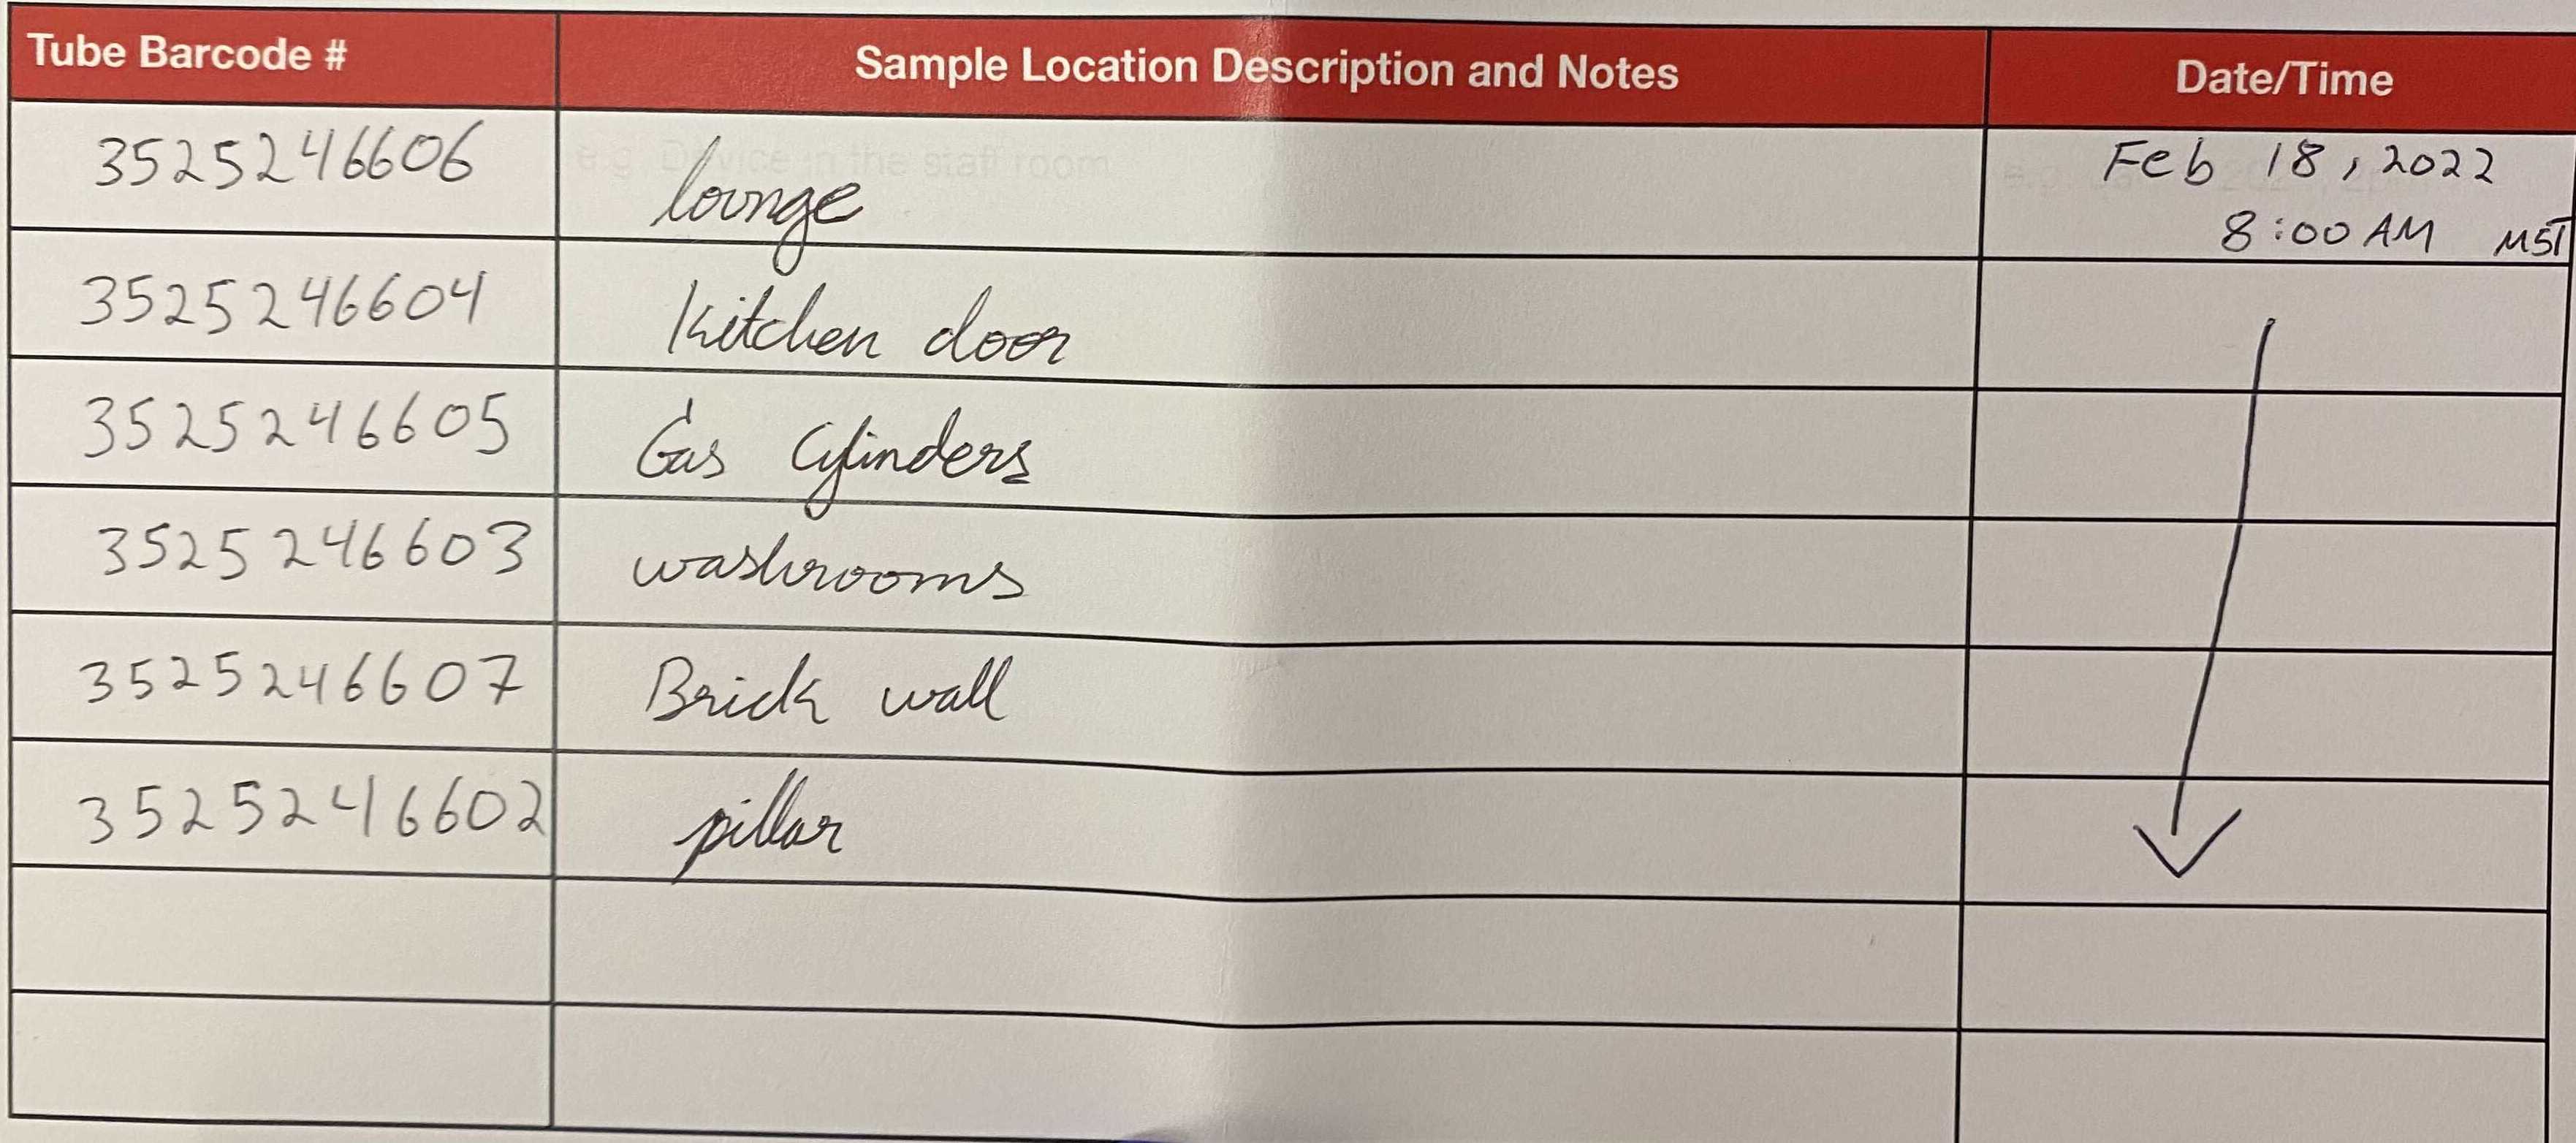 Tube Barcode # Sample Location Description and Notes Date/Time
3525246606 e.g. Device in the staff room lounge Feb 18, 2022
8:00 AM MST
3525246604 Kitchen door
3525246605 Gas Cylinders
3525246603 washrooms
3525246607 Brick wall
3525246602 pillar